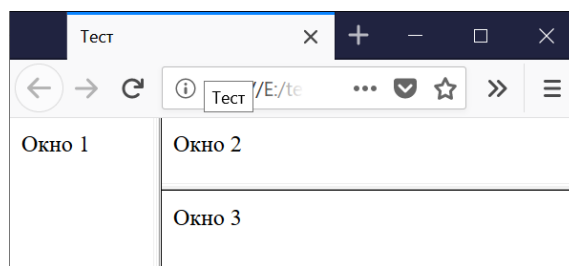 Тест
Тест
//E:/te
Окно 1
Окно 2
Окно 3